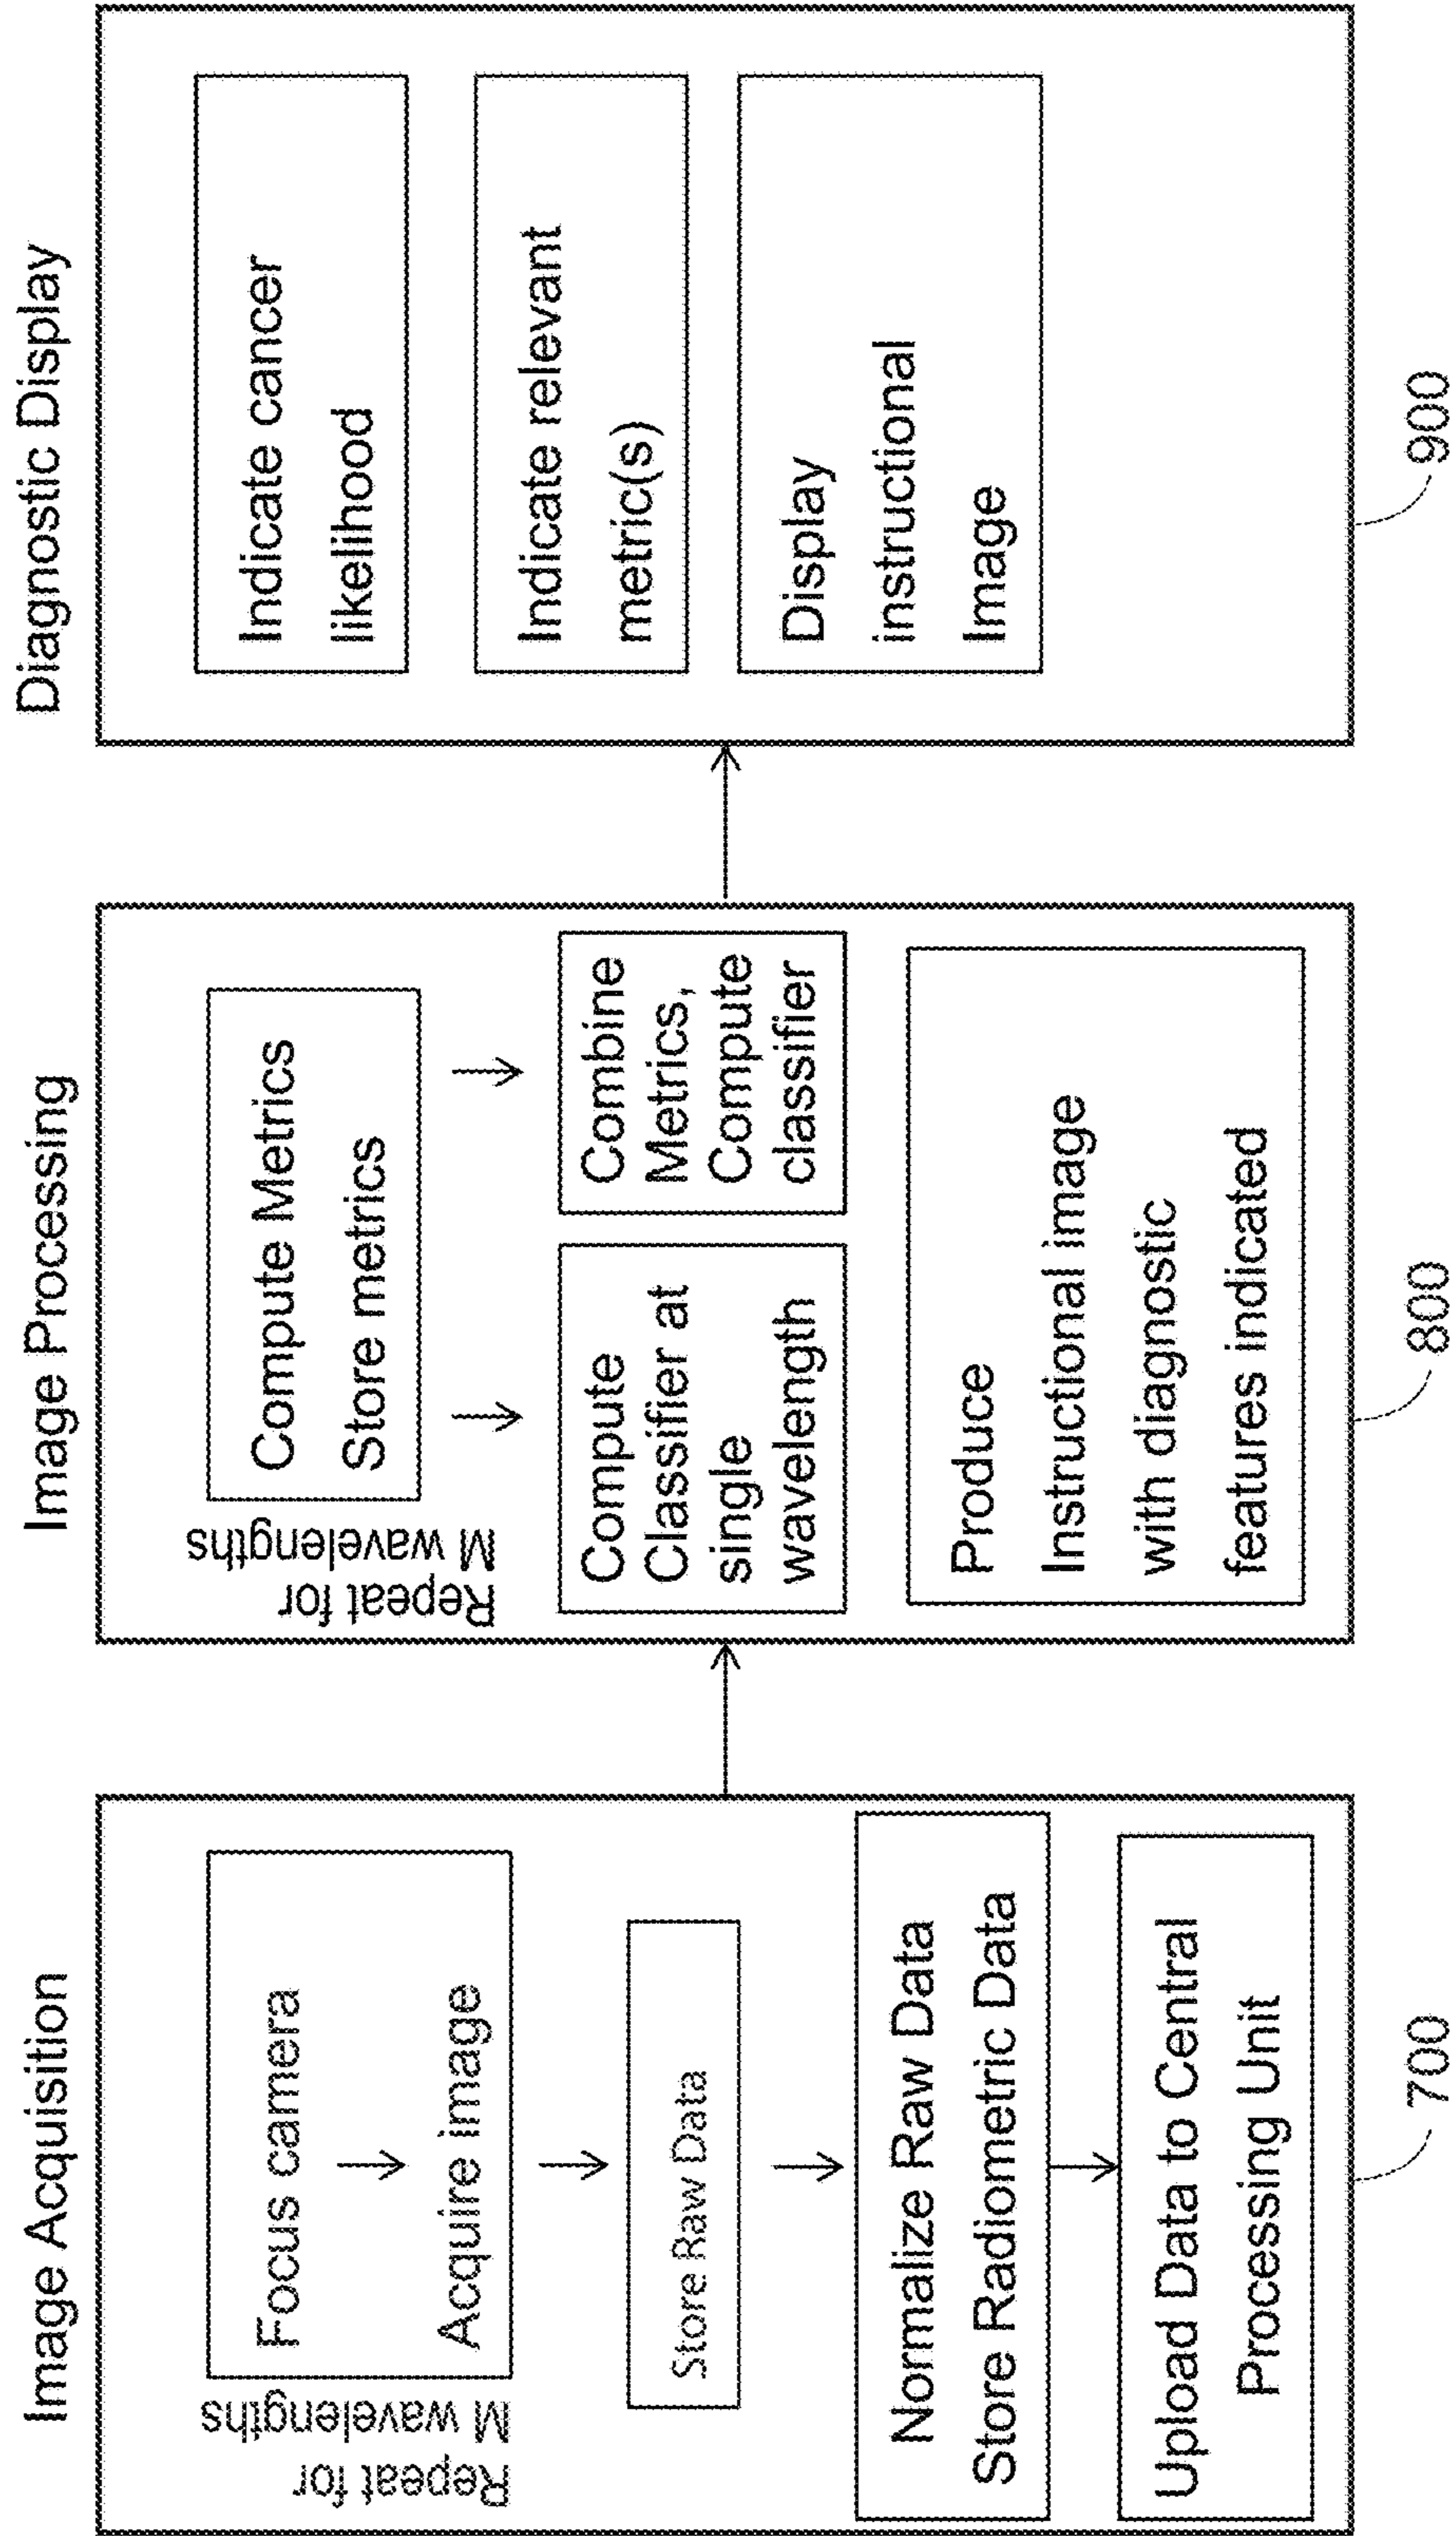 Image Acquisition
Repeat for
M wavelengths
Focus camera
Acquire image
Store Raw Data
Normalize Raw Data
Store Radiometric Data
Upload Data to Central
Processing Unit
700
Image Processing
Repeat for
M wavelengths
Compute Metrics
Store metrics
Compute
Classifier at
single
wavelength
Combine
Metrics,
Compute
classifier
Produce
Instructional image
with diagnostic
features indicated
800
Diagnostic Display
Indicate cancer
likelihood
Indicate relevant
metric(s)
Display
instructional
Image
900